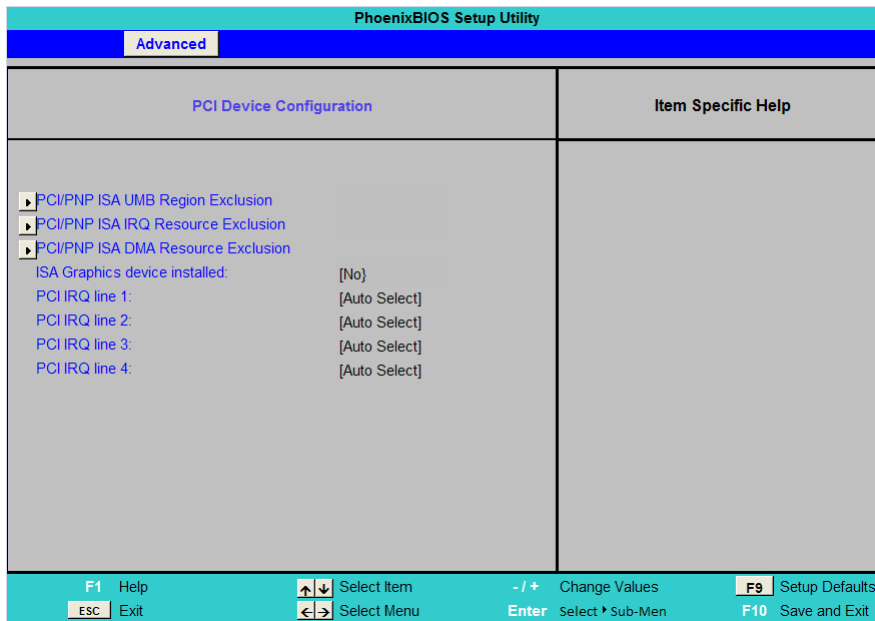 PhoenixBIOS Setup Utility
Advanced
PCI Device Configuration
Item Specific Help
PCI/PNP ISA UMB Region Exclusion
PCI/PNP ISA IRQ Resource Exclusion
PCI/PNP ISA DMA Resource Exclusion
ISA Graphics device installed: [No}
PCI IRQ line 1: [Auto Select]
PCI IRQ line 2: [Auto Select]
PCI IRQ line 3: [Auto Select]
PCI IRQ line 4: [Auto Select]
F1 Help ↑↓ Select Item - / + Change Values F9 Setup Defaults
ESC Exit ←→ Select Menu Enter Select ▸ Sub-Men F10 Save and Exit